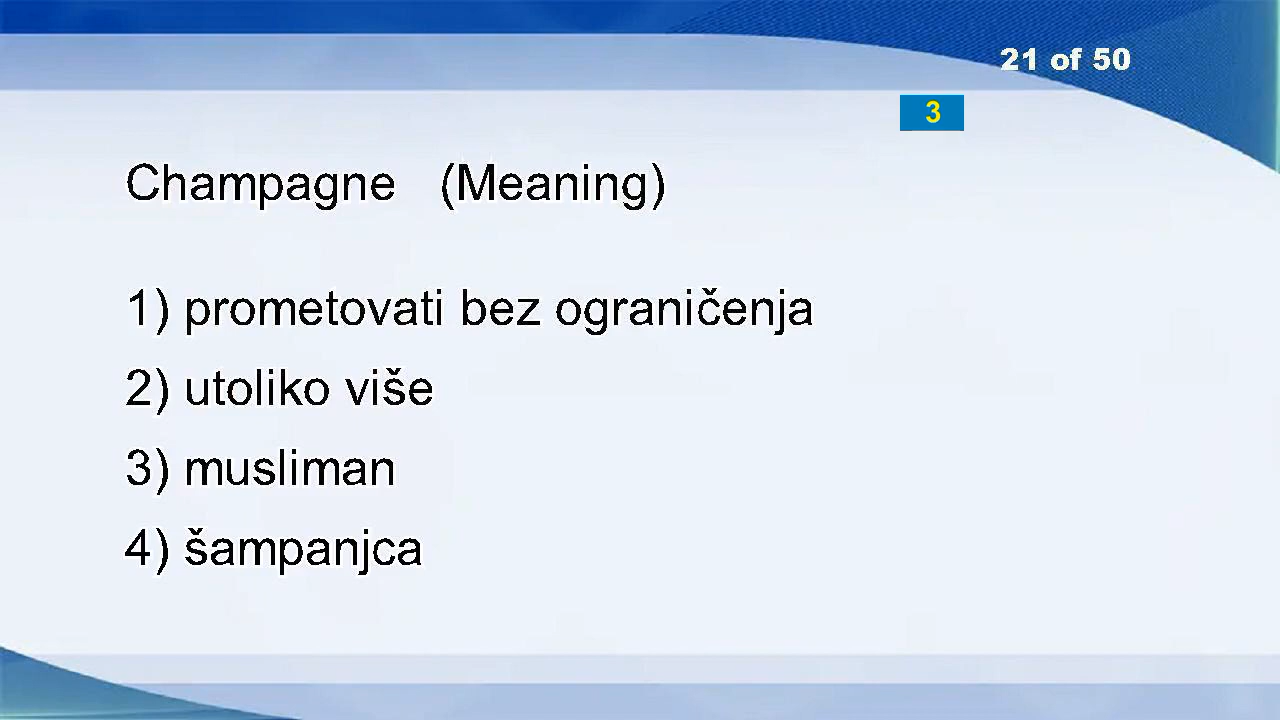 21 of 50
3
Champagne (Meaning)
1) prometovati bez ograničenja
2) utoliko više
3) musliman
4) šampanjca